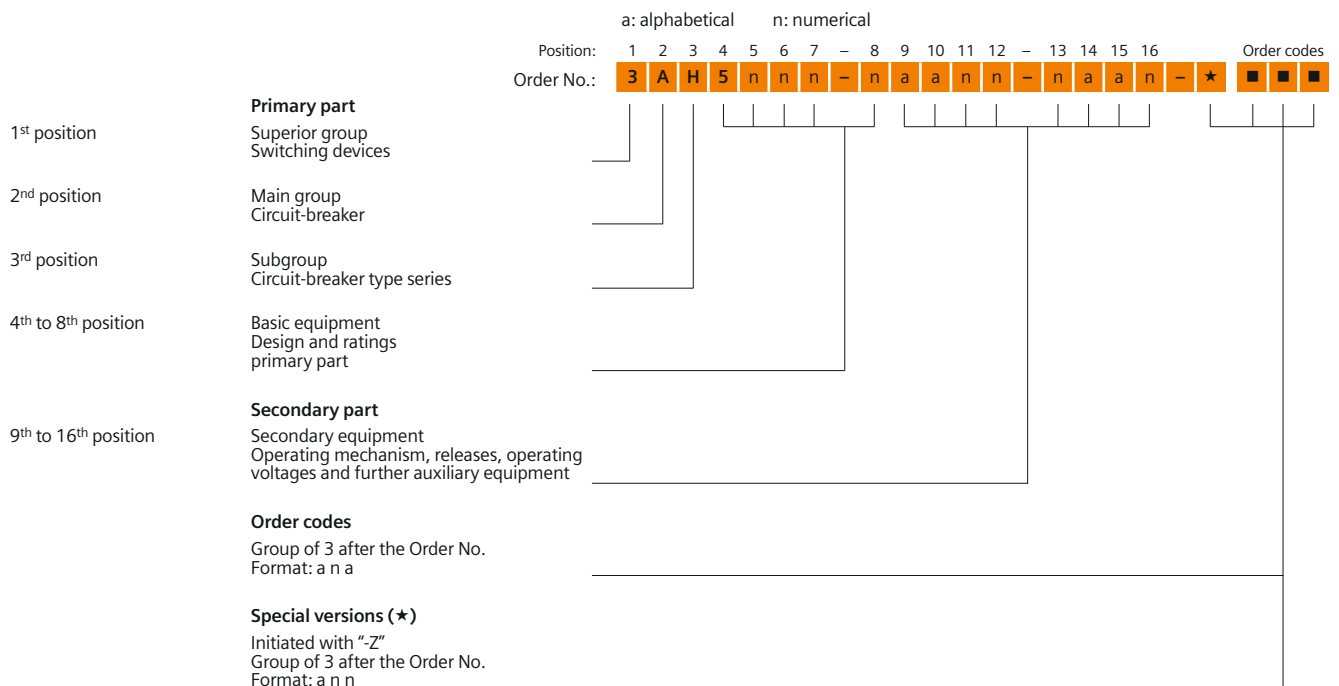 a: alphabetical n: numerical
Position: 1 2 3 4 5 6 7 – 8 9 10 11 12 – 13 14 15 16 Order codes
Order No.: 3 A H 5 n n n – n a a n n – n a a n – ★ ■ ■ ■
Primary part
1st position Superior group
Switching devices
2nd position Main group
Circuit-breaker
3rd position Subgroup
Circuit-breaker type series
4th to 8th position Basic equipment
Design and ratings
primary part
Secondary part
9th to 16th position Secondary equipment
Operating mechanism, releases, operating
voltages and further auxiliary equipment
Order codes
Group of 3 after the Order No.
Format: a n a
Special versions (★)
Initiated with “-Z”
Group of 3 after the Order No.
Format: a n n